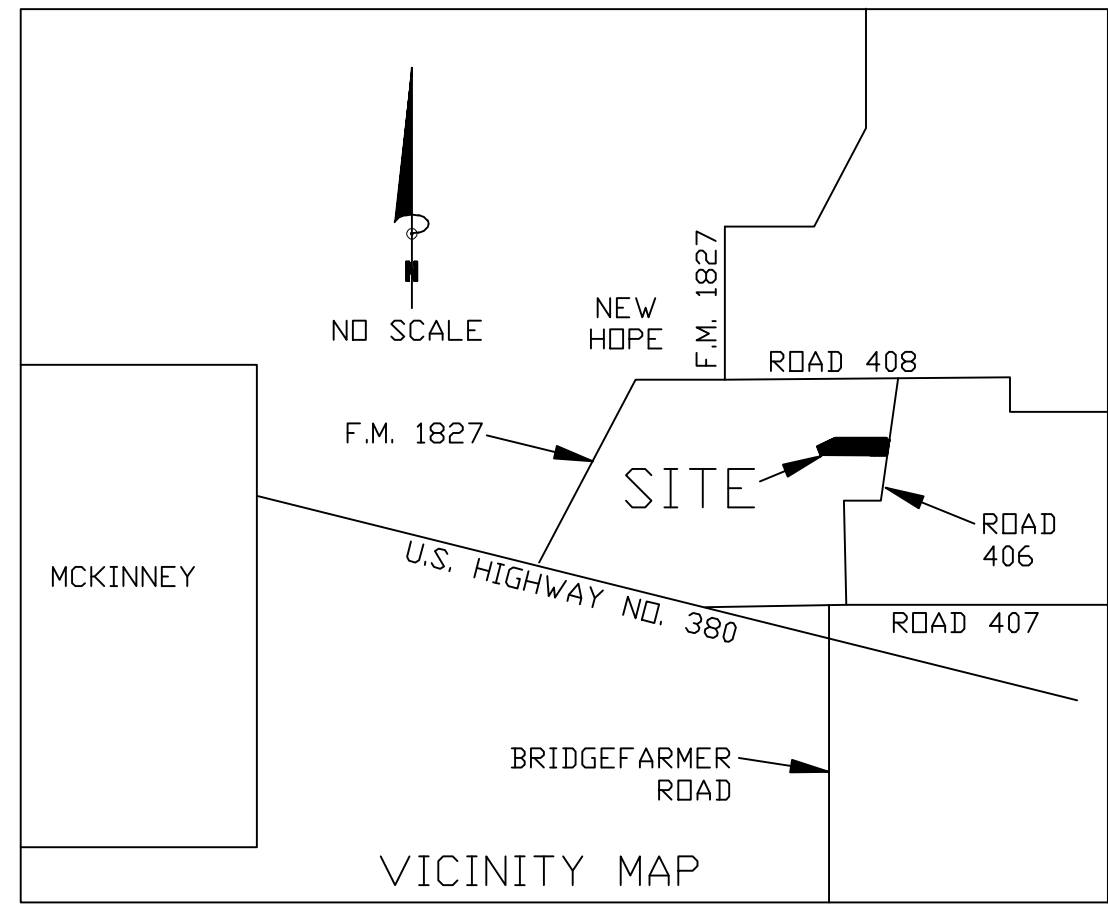 N
NO SCALE
NEW
HOPE
F.M. 1827
ROAD 408
F.M. 1827
SITE
ROAD
406
MCKINNEY
U.S. HIGHWAY NO. 380
ROAD 407
BRIDGEFARMER
ROAD
VICINITY MAP